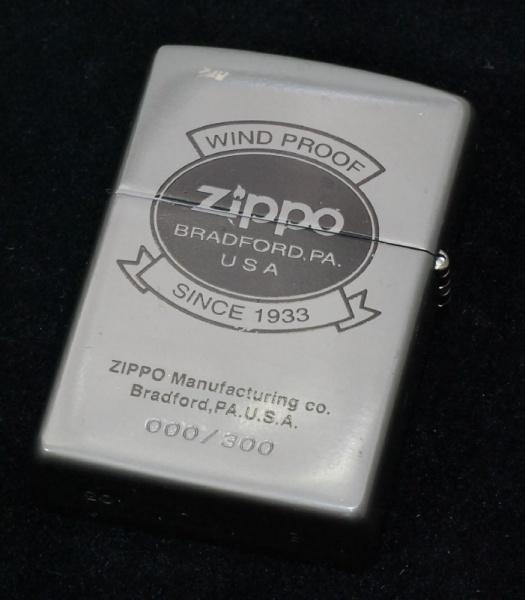 WIND PROOF
zippo
BRADFORD, PA.
USA
SINCE 1933
ZIPPO Manufacturing co.
Bradford,PA.U.S.A.
000/300